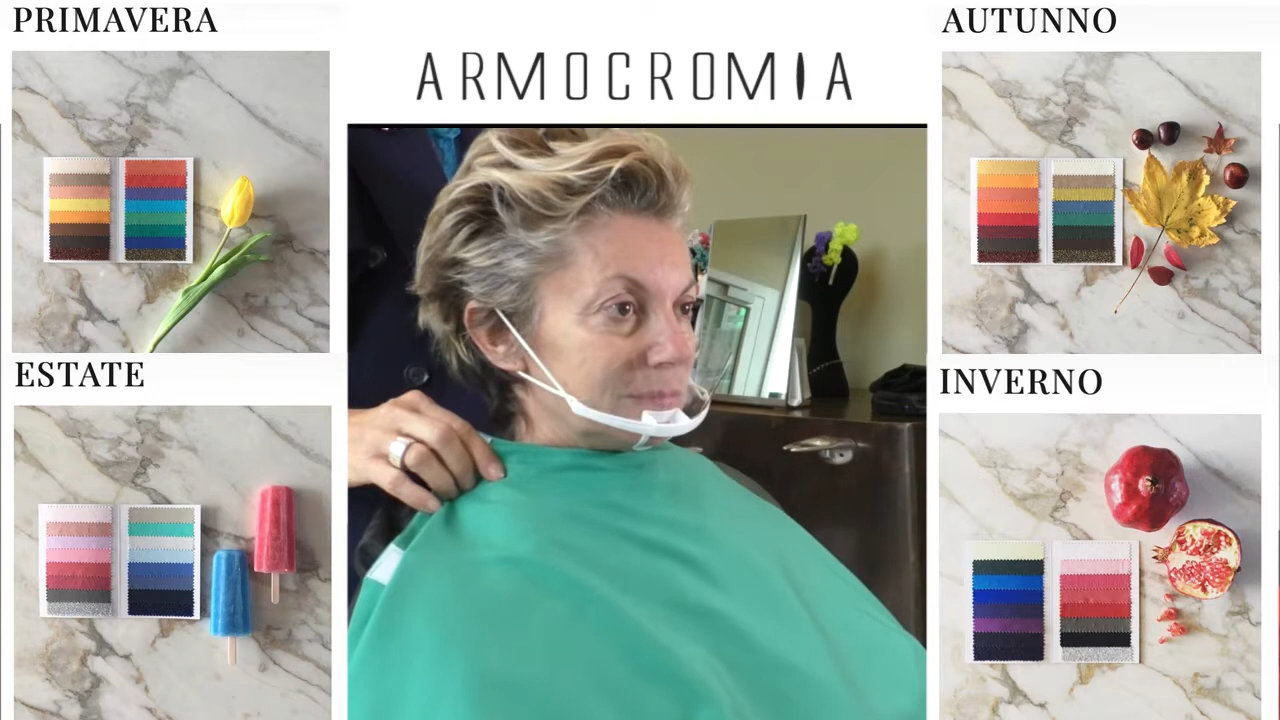 PRIMAVERA
ARMOCROMIA
AUTUNNO
ESTATE
INVERNO